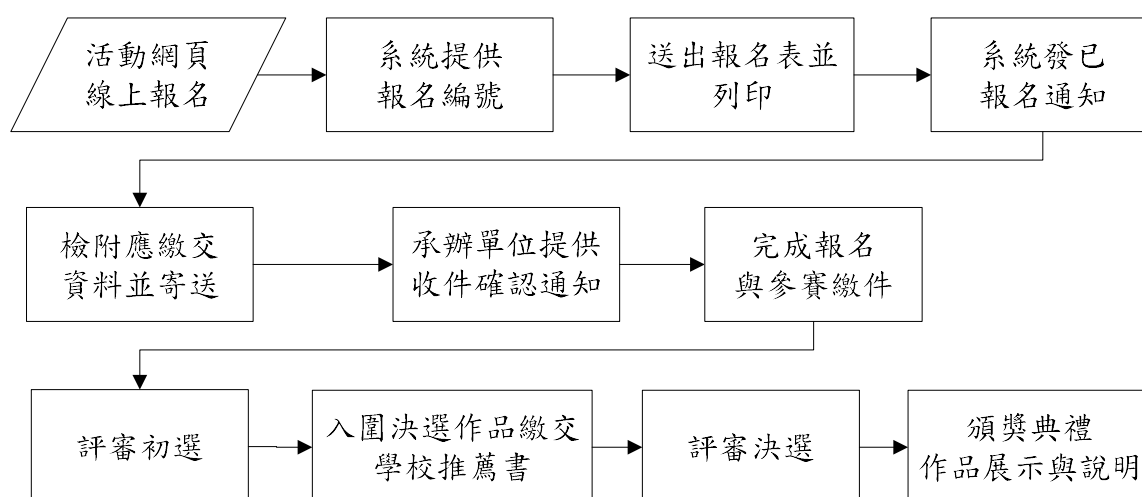 活動網頁
線上報名
系統提供
報名編號
送出報名表並
列印
系統發已
報名通知
檢附應繳交
資料並寄送
承辦單位提供
收件確認通知
完成報名
與參賽繳件
評審初選
入圍決選作品繳交
學校推薦書
評審決選
頒獎典禮
作品展示與說明